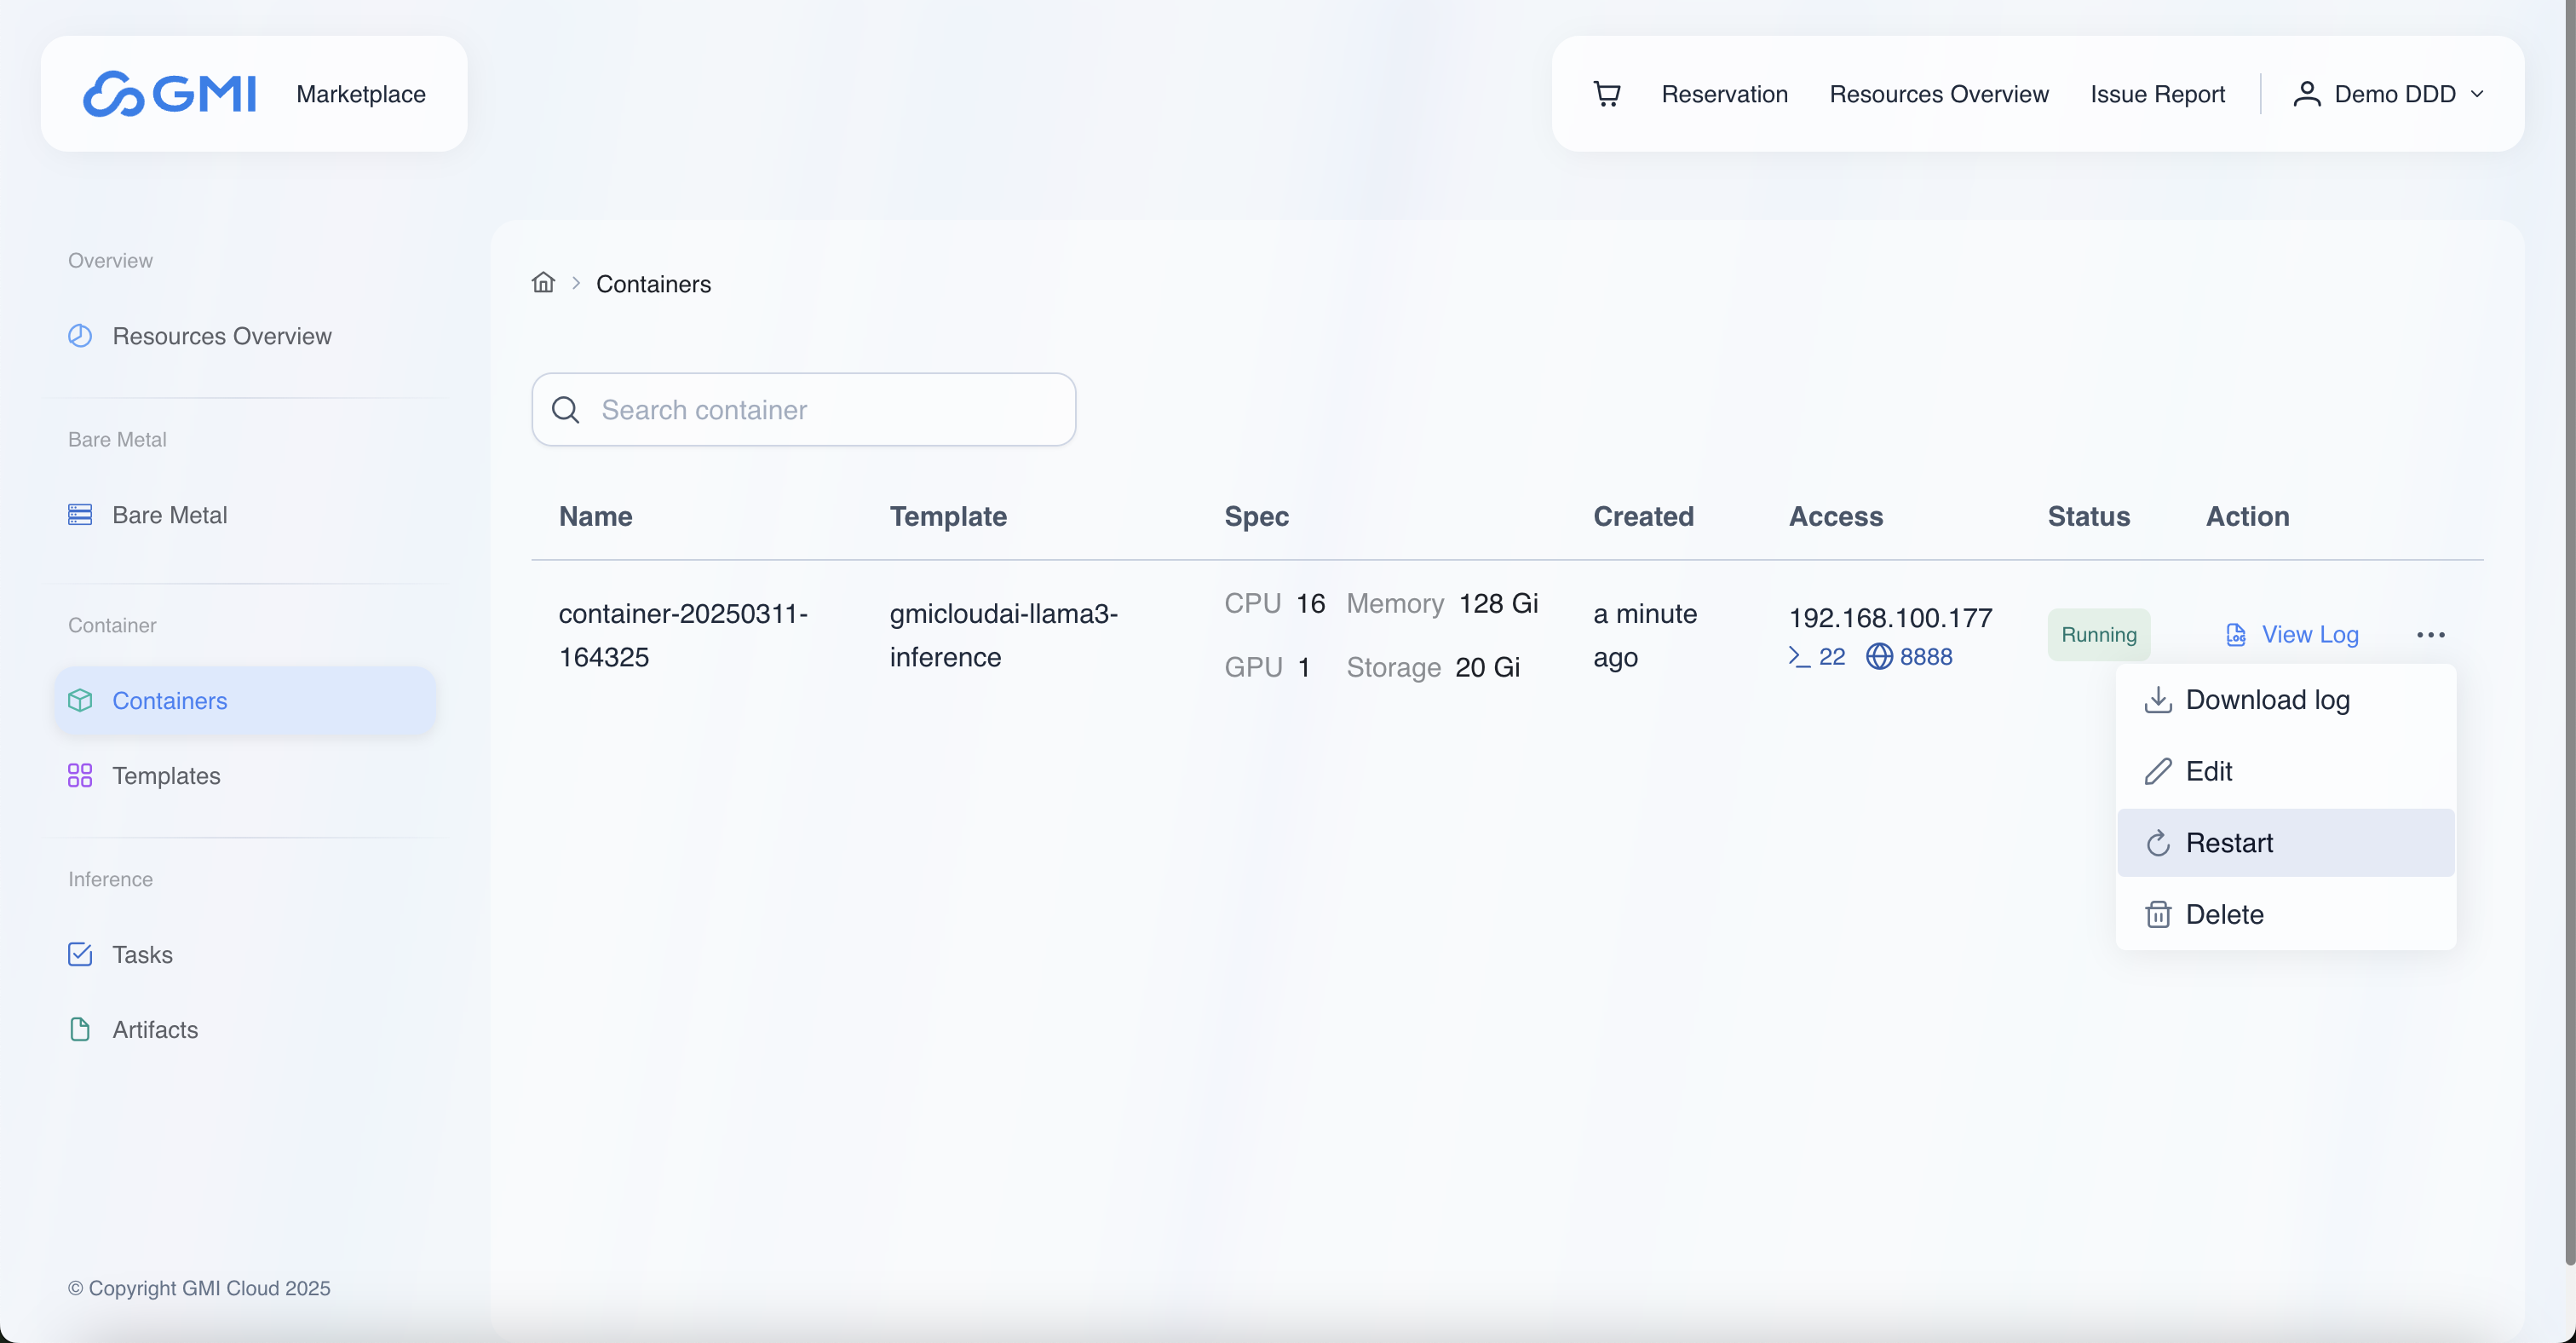 GMI
Marketplace
Reservation
Resources Overview
Issue Report
Demo DDD
Overview
Resources Overview
Bare Metal
Bare Metal
Container
Containers
Templates
Inference
Tasks
Artifacts
© Copyright GMI Cloud 2025
Containers
Search container
Name Template Spec Created Access Status Action
container-20250311-
164325
gmicloudai-llama3-
inference
CPU 16 Memory 128 Gi
GPU 1 Storage 20 Gi
a minute
ago
192.168.100.177
22 8888
Running
View Log
Download log
Edit
Restart
Delete